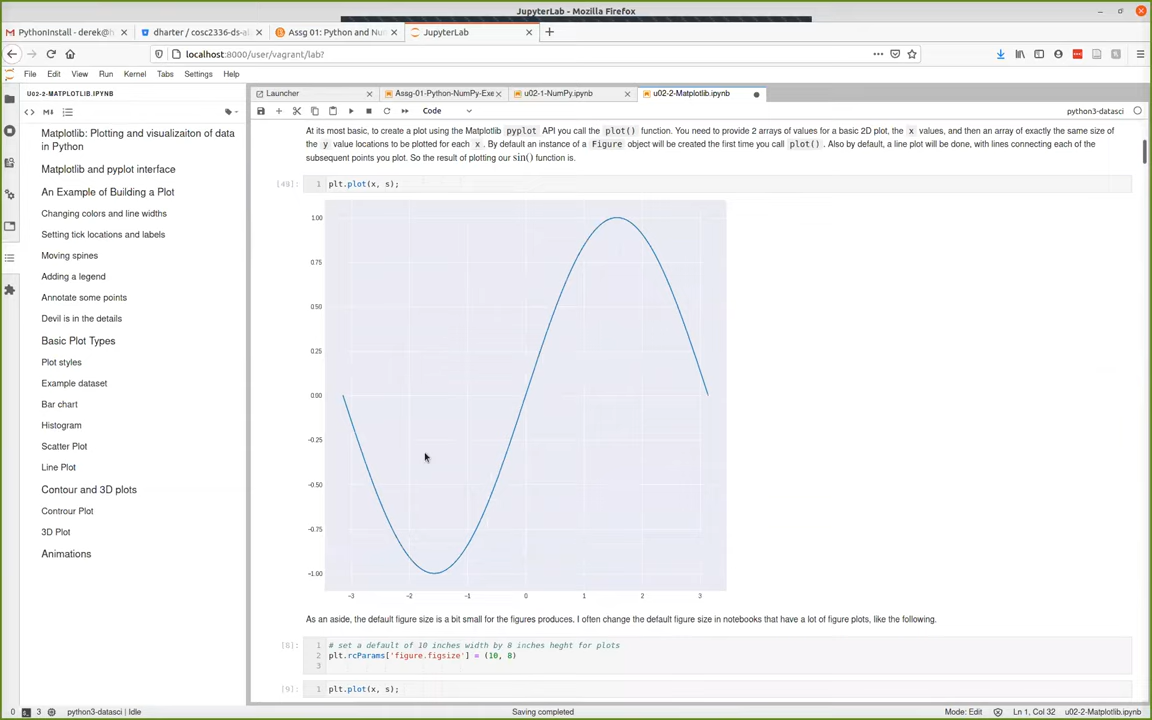 JupyterLab - Mozilla Firefox
PythonInstall - derek@h
dharter / cosc2336-ds-al
Assg 01: Python and Num
JupyterLab
localhost:8000/user/vagrant/lab?
File Edit View Run Kernel Tabs Settings Help
U02-2-MATPLOTLIB.IPYNB
Launcher
Assg-01-Python-NumPy-Exe
u02-1-NumPy.ipynb
u02-2-Matplotlib.ipynb
Code
python3-datasci
Matplotlib: Plotting and visualizaiton of data
in Python
Matplotlib and pyplot interface
An Example of Building a Plot
Changing colors and line widths
Setting tick locations and labels
Moving spines
Adding a legend
Annotate some points
Devil is in the details
Basic Plot Types
Plot styles
Example dataset
Bar chart
Histogram
Scatter Plot
Line Plot
Contour and 3D plots
Contour Plot
3D Plot
Animations
At its most basic, to create a plot using the Matplotlib pyplot API you call the plot() function. You need to provide 2 arrays of values for a basic 2D plot, the x values, and then an array of exactly the same size of
the y value locations to be plotted for each x . By default an instance of a Figure object will be created the first time you call plot() . Also by default, a line plot will be done, with lines connecting each of the
subsequent points you plot. So the result of plotting our sin() function is.
[49]: 1 plt.plot(x, s);
1.00
0.75
0.50
0.25
0.00
−0.25
−0.50
−0.75
−1.00
−3 −2 −1 0 1 2 3
As an aside, the default figure size is a bit small for the figures produces. I often change the default figure size in notebooks that have a lot of figure plots, like the following.
[8]: 1 # set a default of 10 inches width by 8 inches heght for plots
2 plt.rcParams['figure.figsize'] = (10, 8)
3
[9]: 1 plt.plot(x, s);
0 3 python3-datasci | Idle
Saving completed
Mode: Edit
Ln 1, Col 32
u02-2-Matplotlib.ipynb